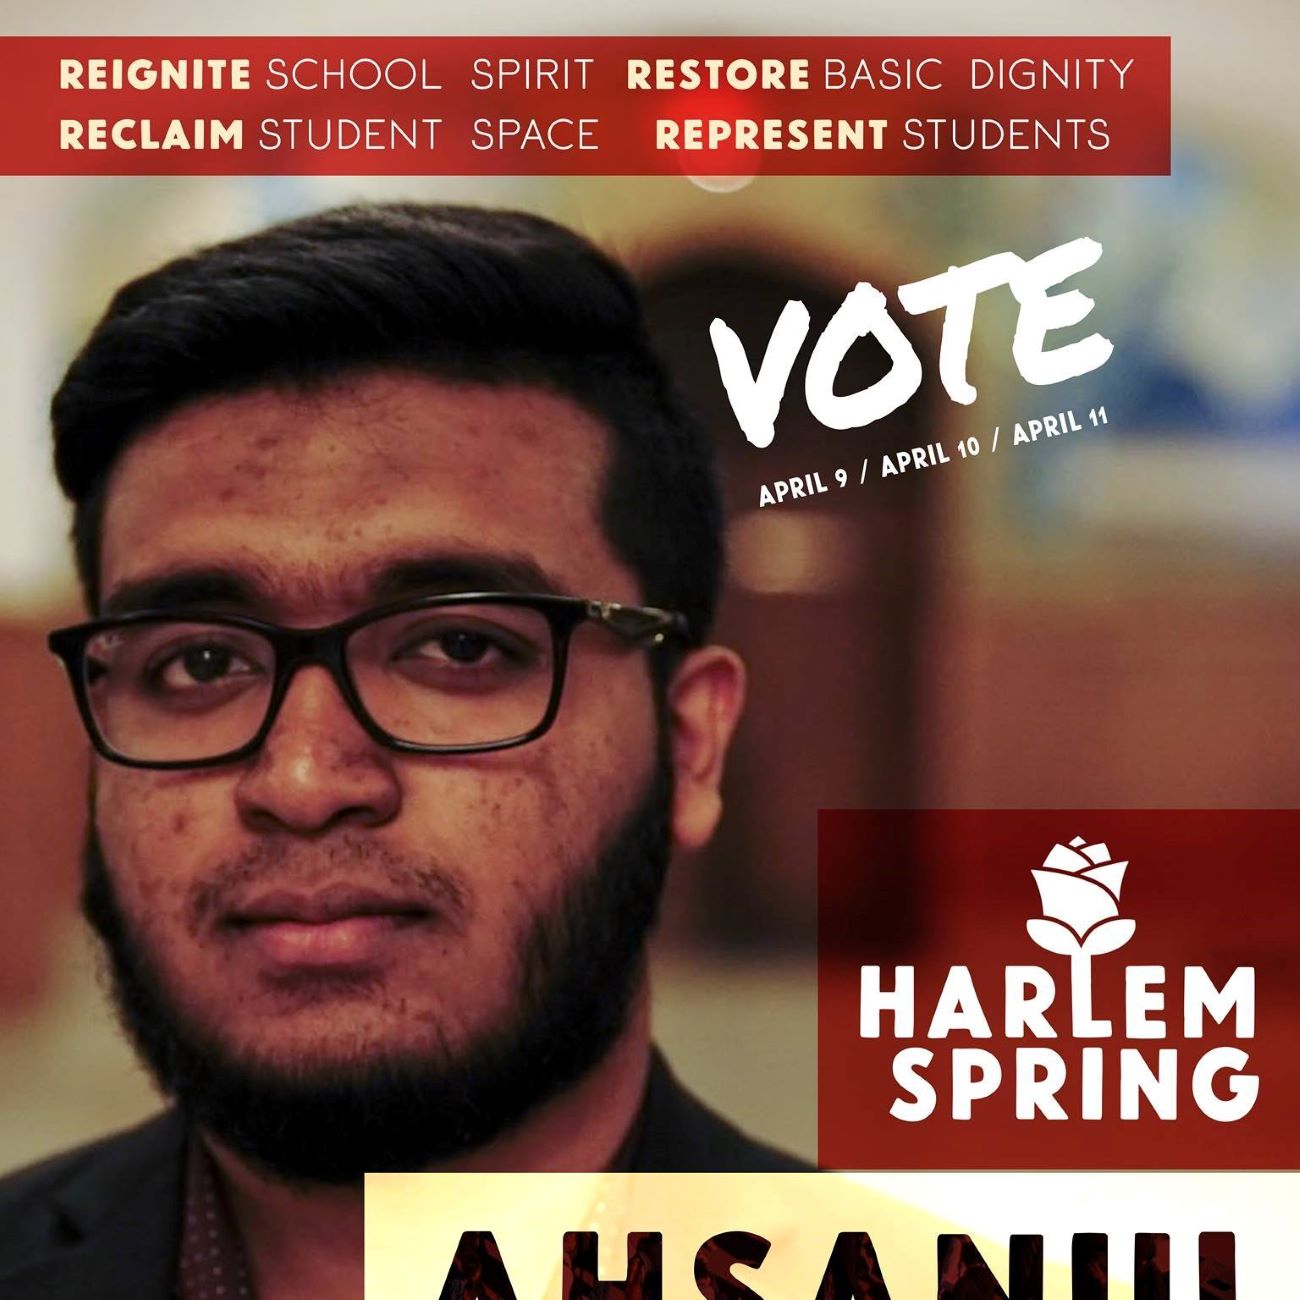 REIGNITE SCHOOL SPIRIT RESTORE BASIC DIGNITY
RECLAIM STUDENT SPACE REPRESENT STUDENTS
VOTE
APRIL 9 / APRIL 10 / APRIL 11
HARLEM
SPRING